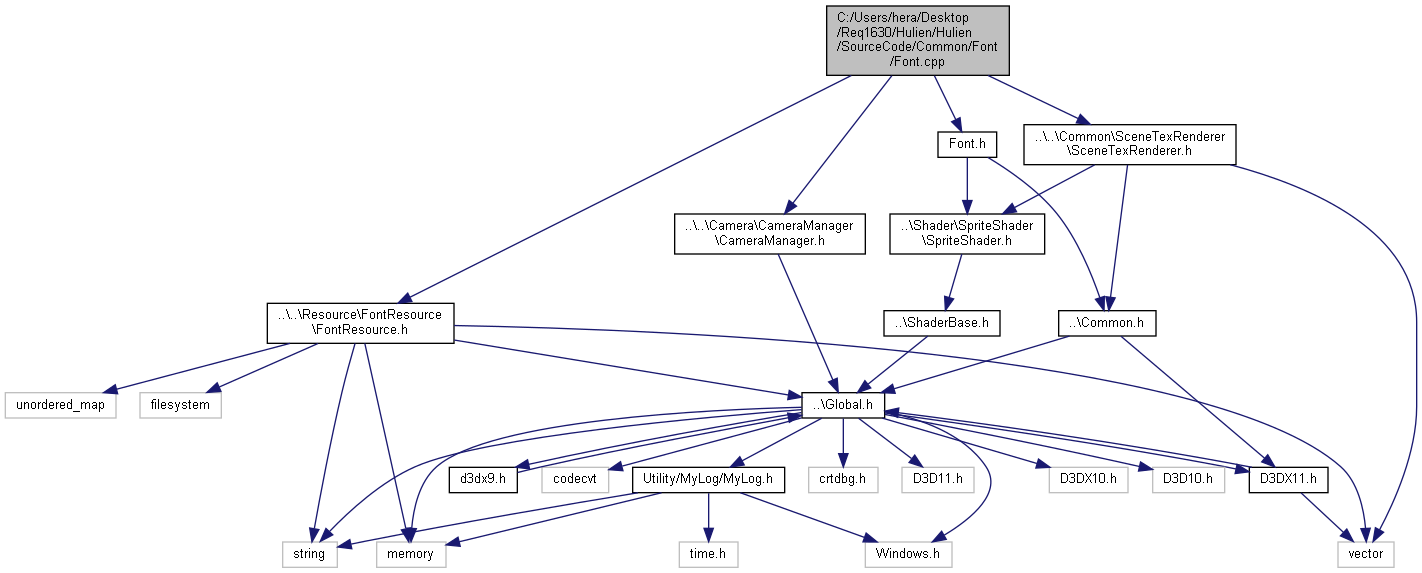 C:/Users/hera/Desktop
/Req1630/Hulien/Hulien
/SourceCode/Common/Font
/Font.cpp
Font.h
..\..\Common\SceneTexRenderer
\SceneTexRenderer.h
..\..\Camera\CameraManager
\CameraManager.h
..\Shader\SpriteShader
\SpriteShader.h
..\..\Resource\FontResource
\FontResource.h
..\ShaderBase.h
..\Common.h
unordered_map
filesystem
..\Global.h
d3dx9.h
codecvt
Utility/MyLog/MyLog.h
crtdbg.h
D3D11.h
D3DX10.h
D3D10.h
D3DX11.h
string
memory
time.h
Windows.h
vector